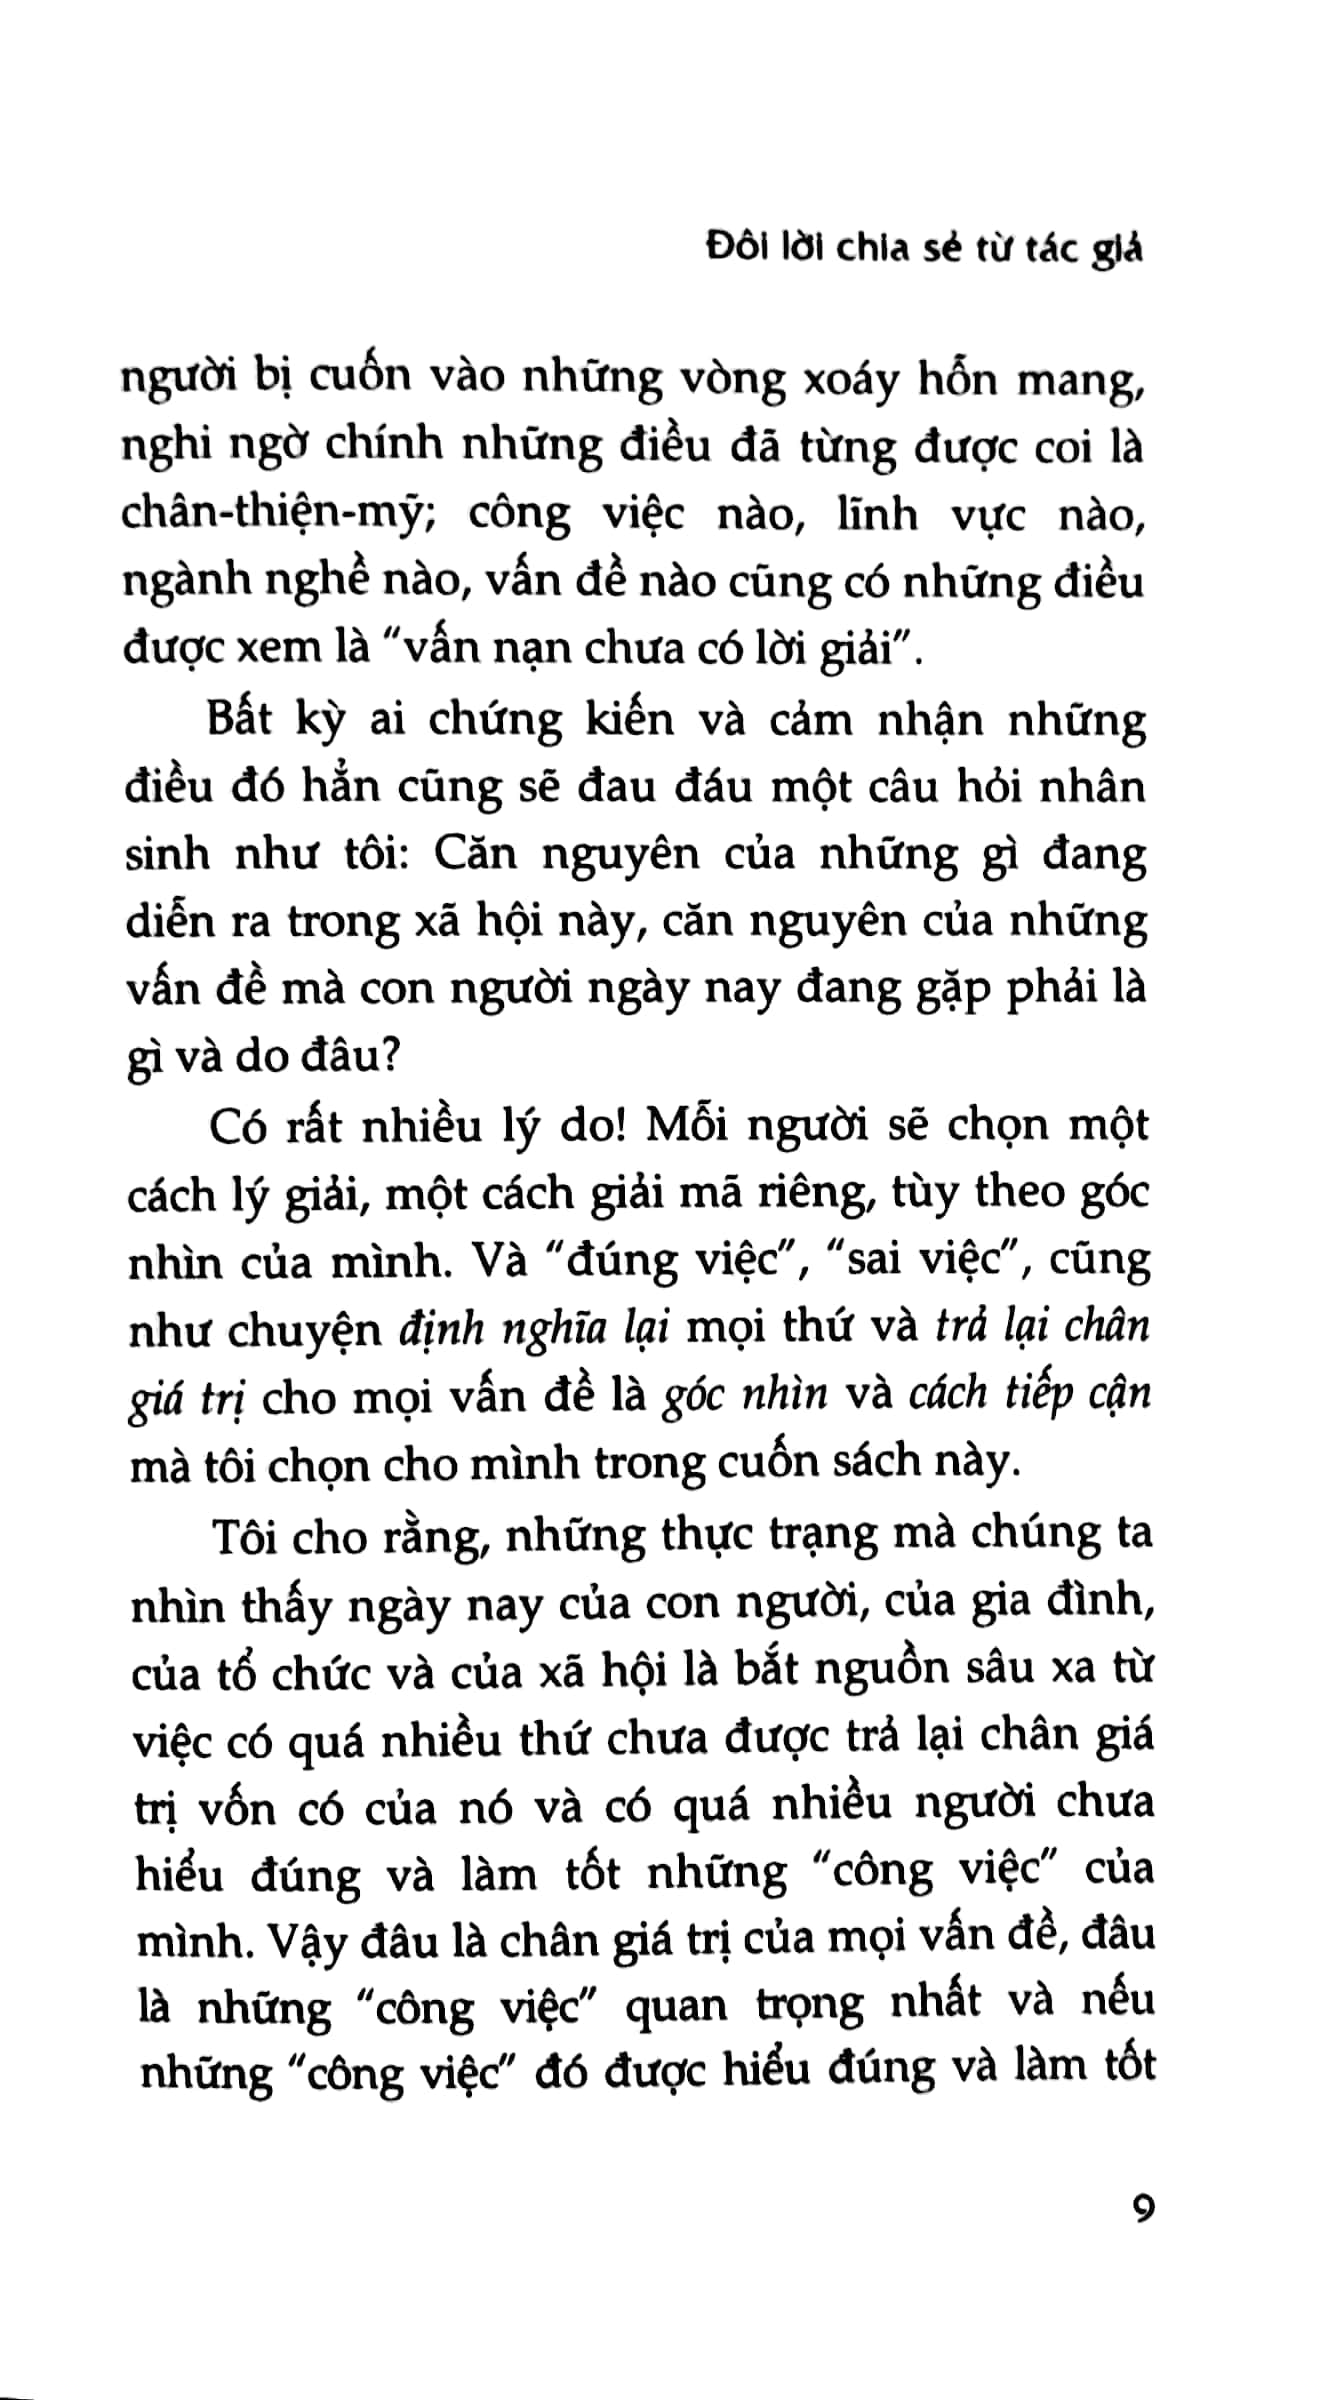 Đôi lời chia sẻ từ tác giả
người bị cuốn vào những vòng xoáy hỗn mang,
nghi ngờ chính những điều đã từng được coi là
chân-thiện-mỹ; công việc nào, lĩnh vực nào,
ngành nghề nào, vấn đề nào cũng có những điều
được xem là “vấn nạn chưa có lời giải”.
Bất kỳ ai chứng kiến và cảm nhận những
điều đó hẳn cũng sẽ đau đáu một câu hỏi nhân
sinh như tôi: Căn nguyên của những gì đang
diễn ra trong xã hội này, căn nguyên của những
vấn đề mà con người ngày nay đang gặp phải là
gì và do đâu?
Có rất nhiều lý do! Mỗi người sẽ chọn một
cách lý giải, một cách giải mã riêng, tùy theo góc
nhìn của mình. Và “đúng việc”, “sai việc”, cũng
như chuyện định nghĩa lại mọi thứ và trả lại chân
giá trị cho mọi vấn đề là góc nhìn và cách tiếp cận
mà tôi chọn cho mình trong cuốn sách này.
Tôi cho rằng, những thực trạng mà chúng ta
nhìn thấy ngày nay của con người, của gia đình,
của tổ chức và của xã hội là bắt nguồn sâu xa từ
việc có quá nhiều thứ chưa được trả lại chân giá
trị vốn có của nó và có quá nhiều người chưa
hiểu đúng và làm tốt những “công việc” của
mình. Vậy đâu là chân giá trị của mọi vấn đề, đâu
là những “công việc” quan trọng nhất và nếu
những “công việc” đó được hiểu đúng và làm tốt
9